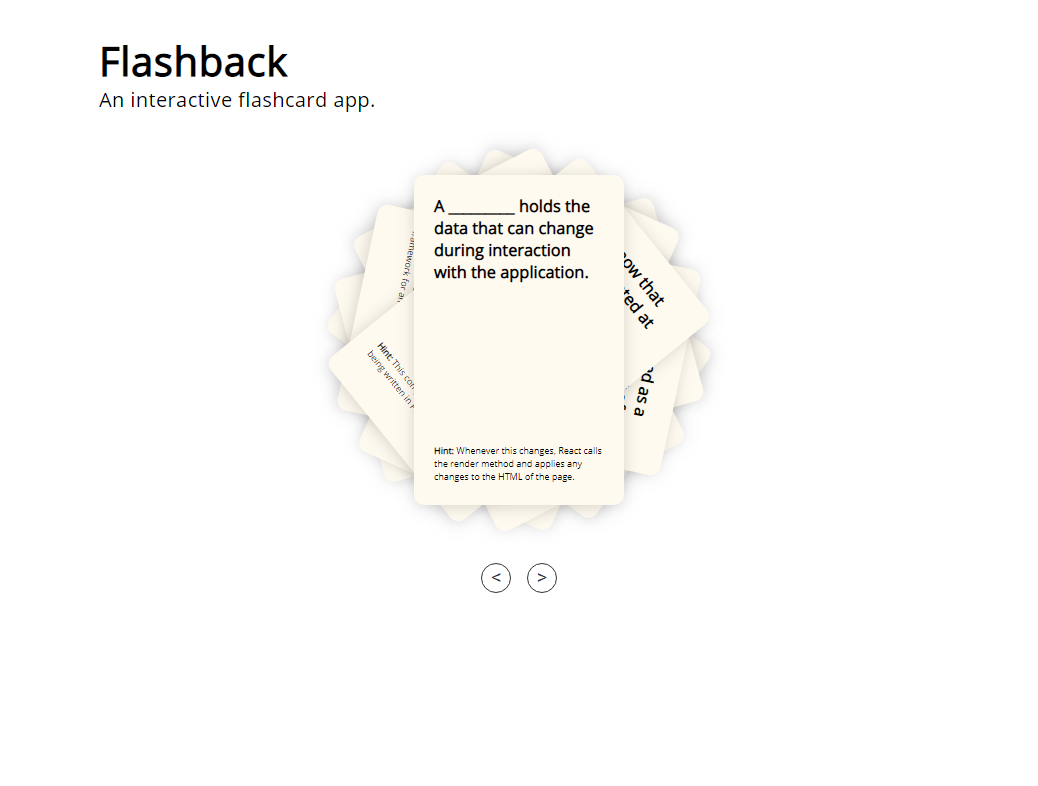 Flashback
An interactive flashcard app.
A _________ holds the
data that can change
during interaction
with the application.
Hint: Whenever this changes, React calls
the render method and applies any
changes to the HTML of the page.
framework for
Hint: This
being written in
that
at
as a
<
>